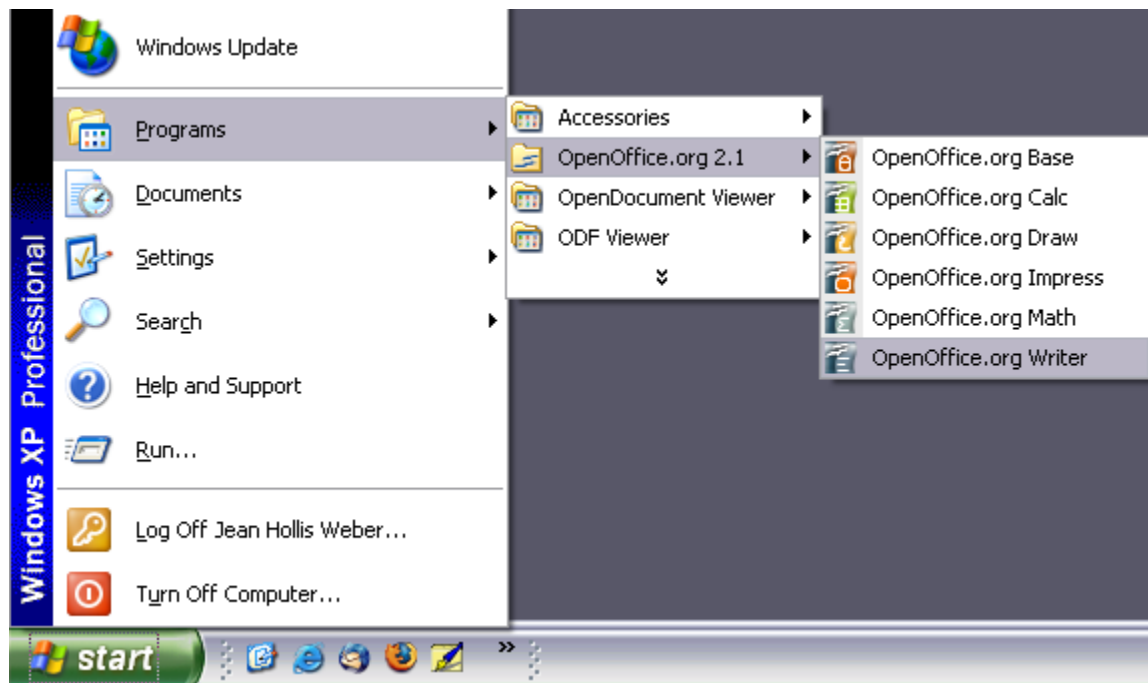 Windows XP Professional
Windows Update
Programs
Documents
Settings
Search
Help and Support
Run...
Log Off Jean Hollis Weber...
Turn Off Computer...
Accessories
OpenOffice.org 2.1
OpenDocument Viewer
ODF Viewer
OpenOffice.org Base
OpenOffice.org Calc
OpenOffice.org Draw
OpenOffice.org Impress
OpenOffice.org Math
OpenOffice.org Writer
start